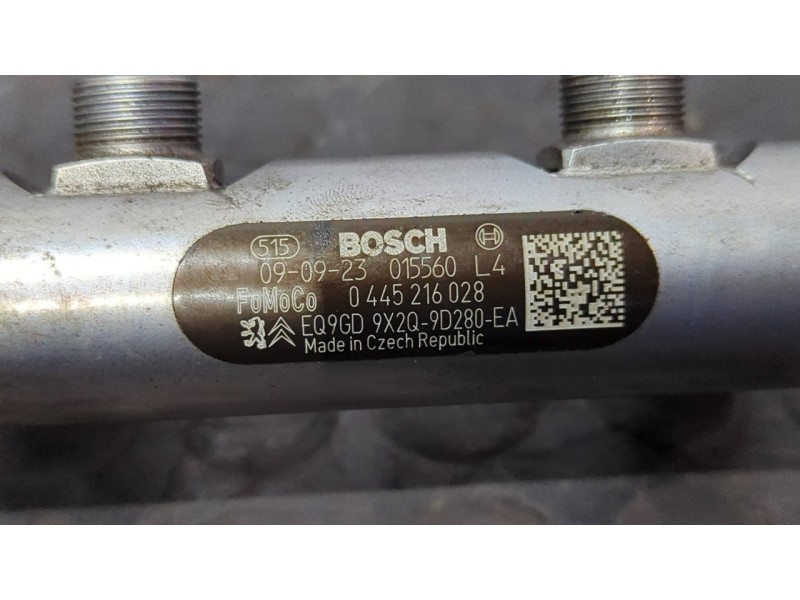 515 BOSCH
09-09-23 015560 L4
FoMoCo 0 445 216 028
EQ9GD 9X2Q-9D280-EA
Made in Czech Republic